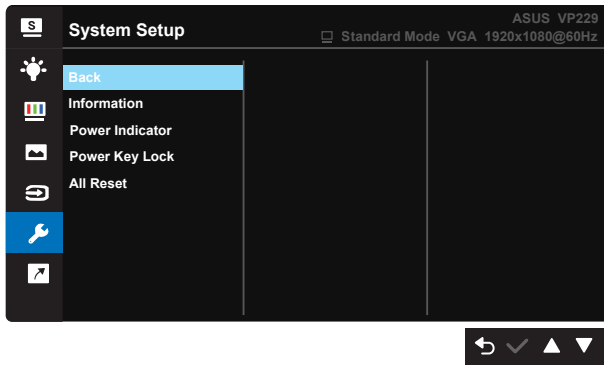 S
System Setup
ASUS VP229
Standard Mode VGA 1920x1080@60Hz
Back
Information
Power Indicator
Power Key Lock
All Reset